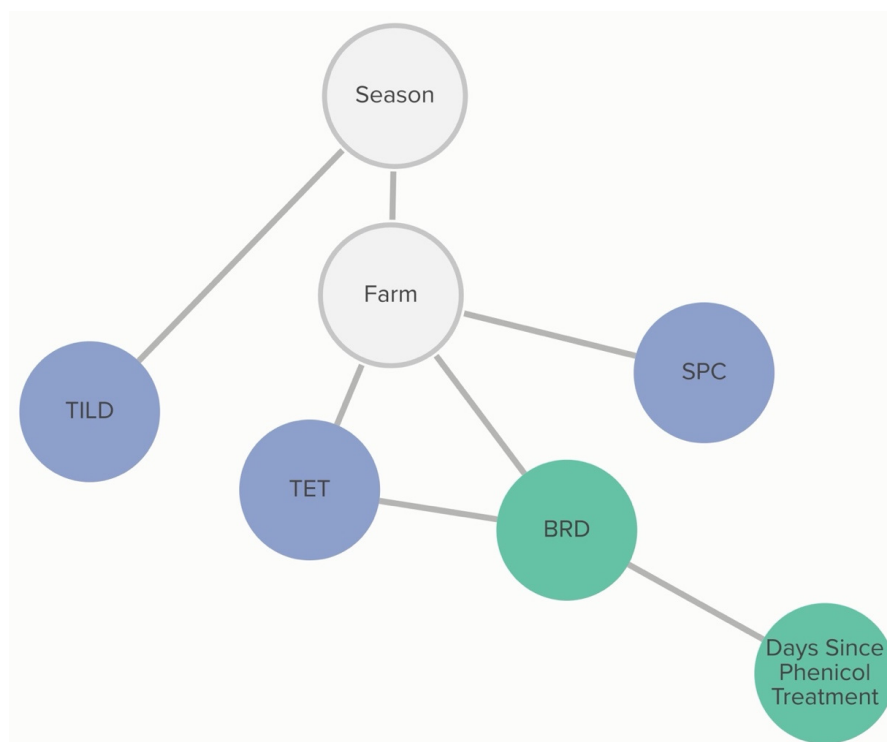 Season
Farm
SPC
TILD
TET
BRD
Days Since
Phenicol
Treatment